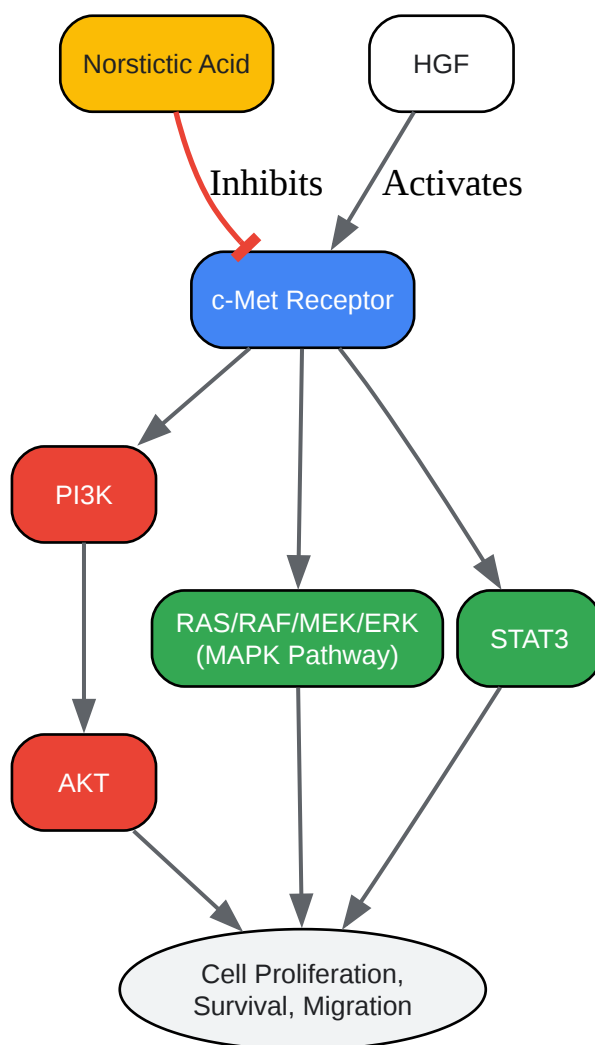 Norstictic Acid
HGF
Inhibits
Activates
c-Met Receptor
PI3K
RAS/RAF/MEK/ERK
(MAPK Pathway)
STAT3
AKT
Cell Proliferation,
Survival, Migration